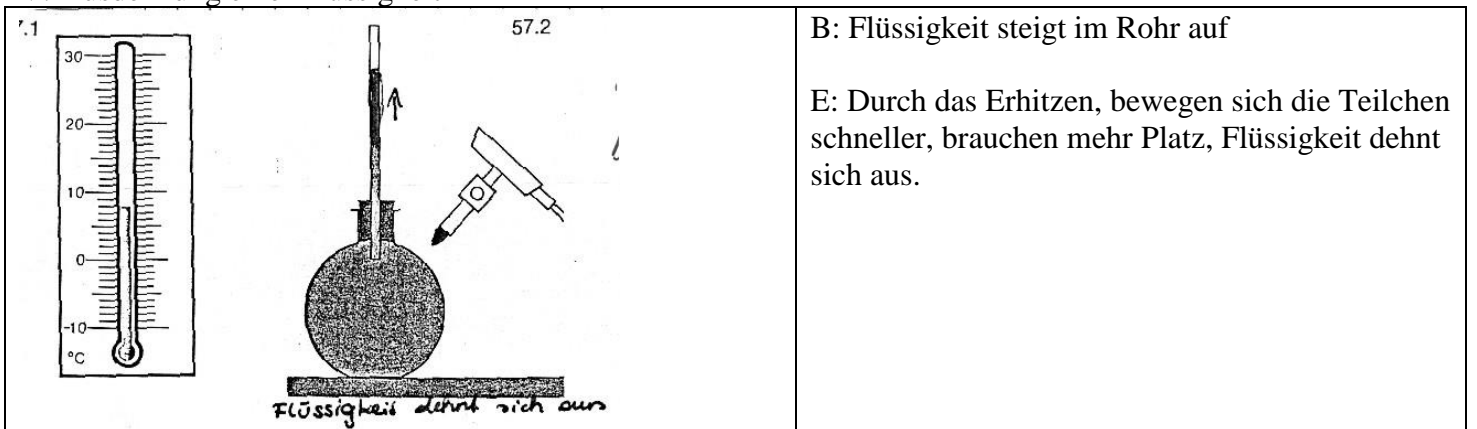 .1
57.2
30
20
10
0
-10
°C
Flüssigkeit dehnt sich aus
B: Flüssigkeit steigt im Rohr auf
E: Durch das Erhitzen, bewegen sich die Teilchen
schneller, brauchen mehr Platz, Flüssigkeit dehnt
sich aus.